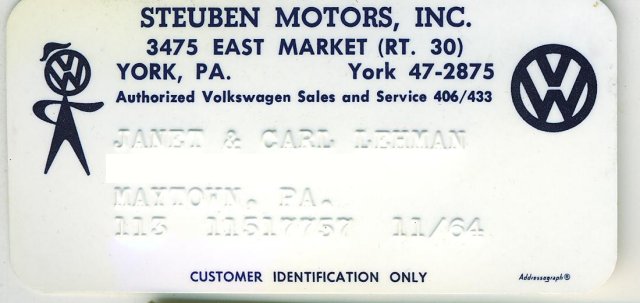 STEUBEN MOTORS, INC.
3475 EAST MARKET (RT. 30)
YORK, PA. York 47-2875
Authorized Volkswagen Sales and Service 406/433
JANET & CARL LEHMAN
MAYTOWN, PA.
113 11517757 11/64
CUSTOMER IDENTIFICATION ONLY
Addressograph®